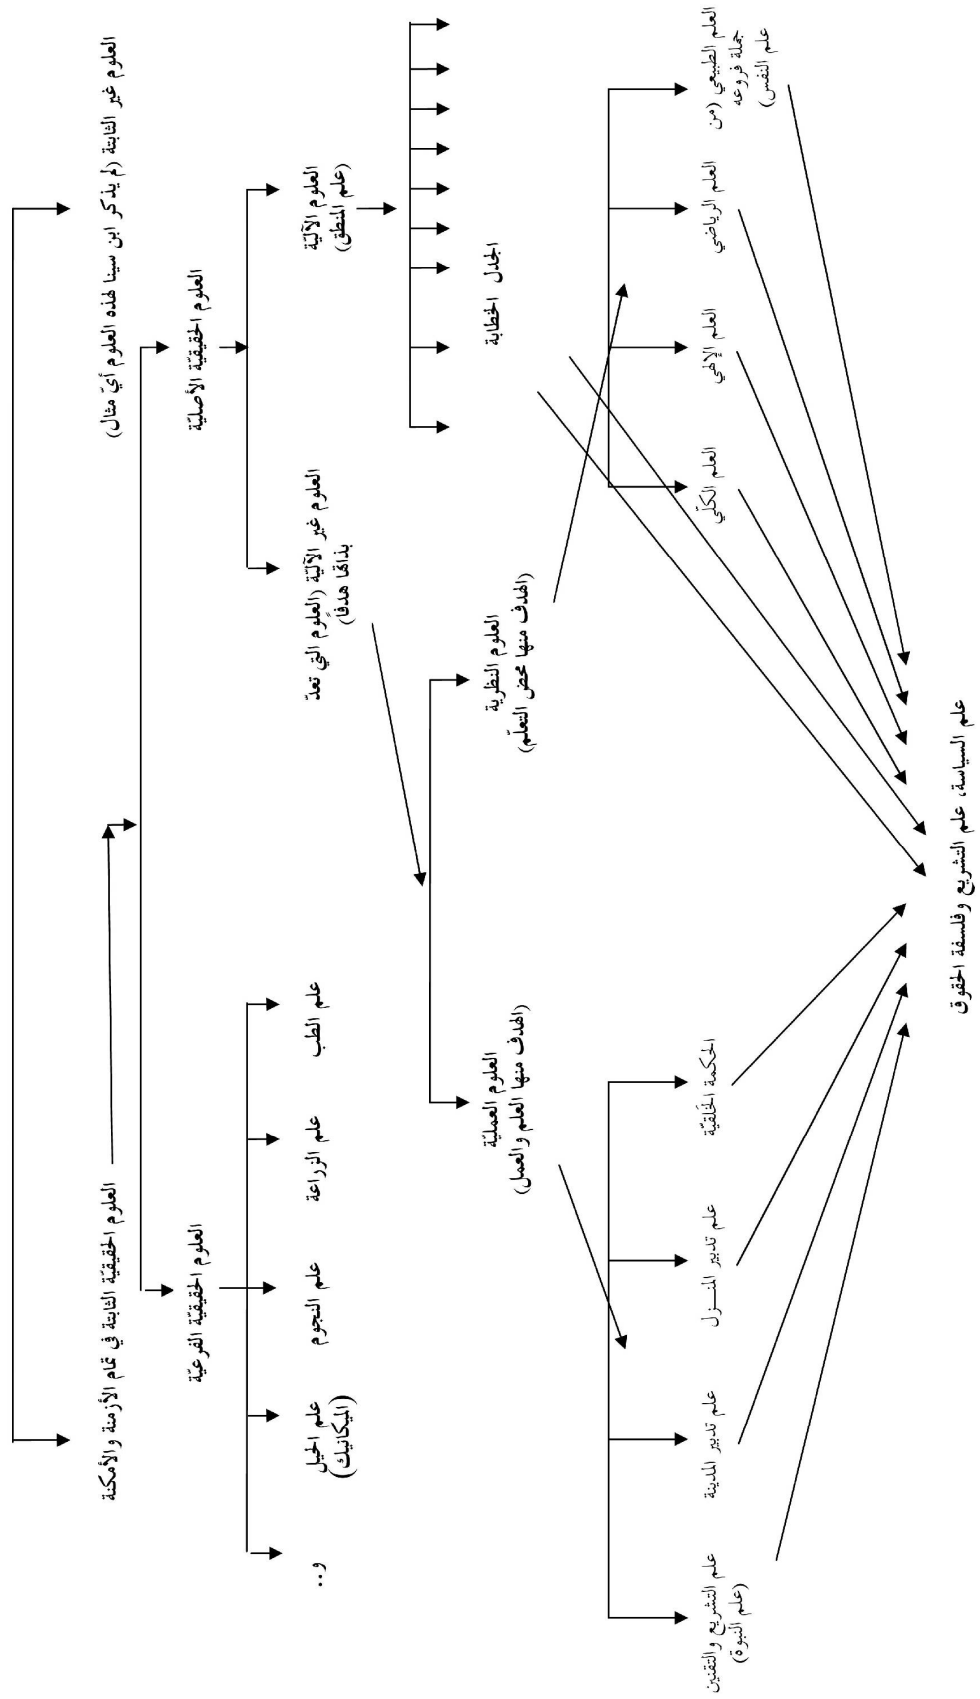 العلوم غير الثابتة (لم يذكر ابن سينا لهذه العلوم أيّ مثال)
العلوم الحقيقيّة الثابتة في تمام الأزمنة والأمكنة
العلوم الحقيقيّة الأصليّة
العلوم الحقيقيّة الفرعيّة
العلوم الآليّة
(علم المنطق)
العلوم غير الآليّة (العلوم التي تعدّ
بذاتها هدفًا)
علم الطب
علم الزراعة
علم النجوم
علم الحيل
(الميكانيك)
و..
الجدل الخطابة
العلوم النظرية
(الهدف منها محض التعلّم)
العلوم العمليّة
(الهدف منها العلم والعمل)
العلم الطبيعي (من
جملة فروعه
علم النفس)
العلم الرياضي
العلم الإلهي
العلم الكلّي
الحكمة الخلقيّة
علم تدبير المنـزل
علم تدبير المدينة
علم التشريع والتقنين
(علم النبوة)
علم السياسة، علم التشريع وفلسفة الحقوق